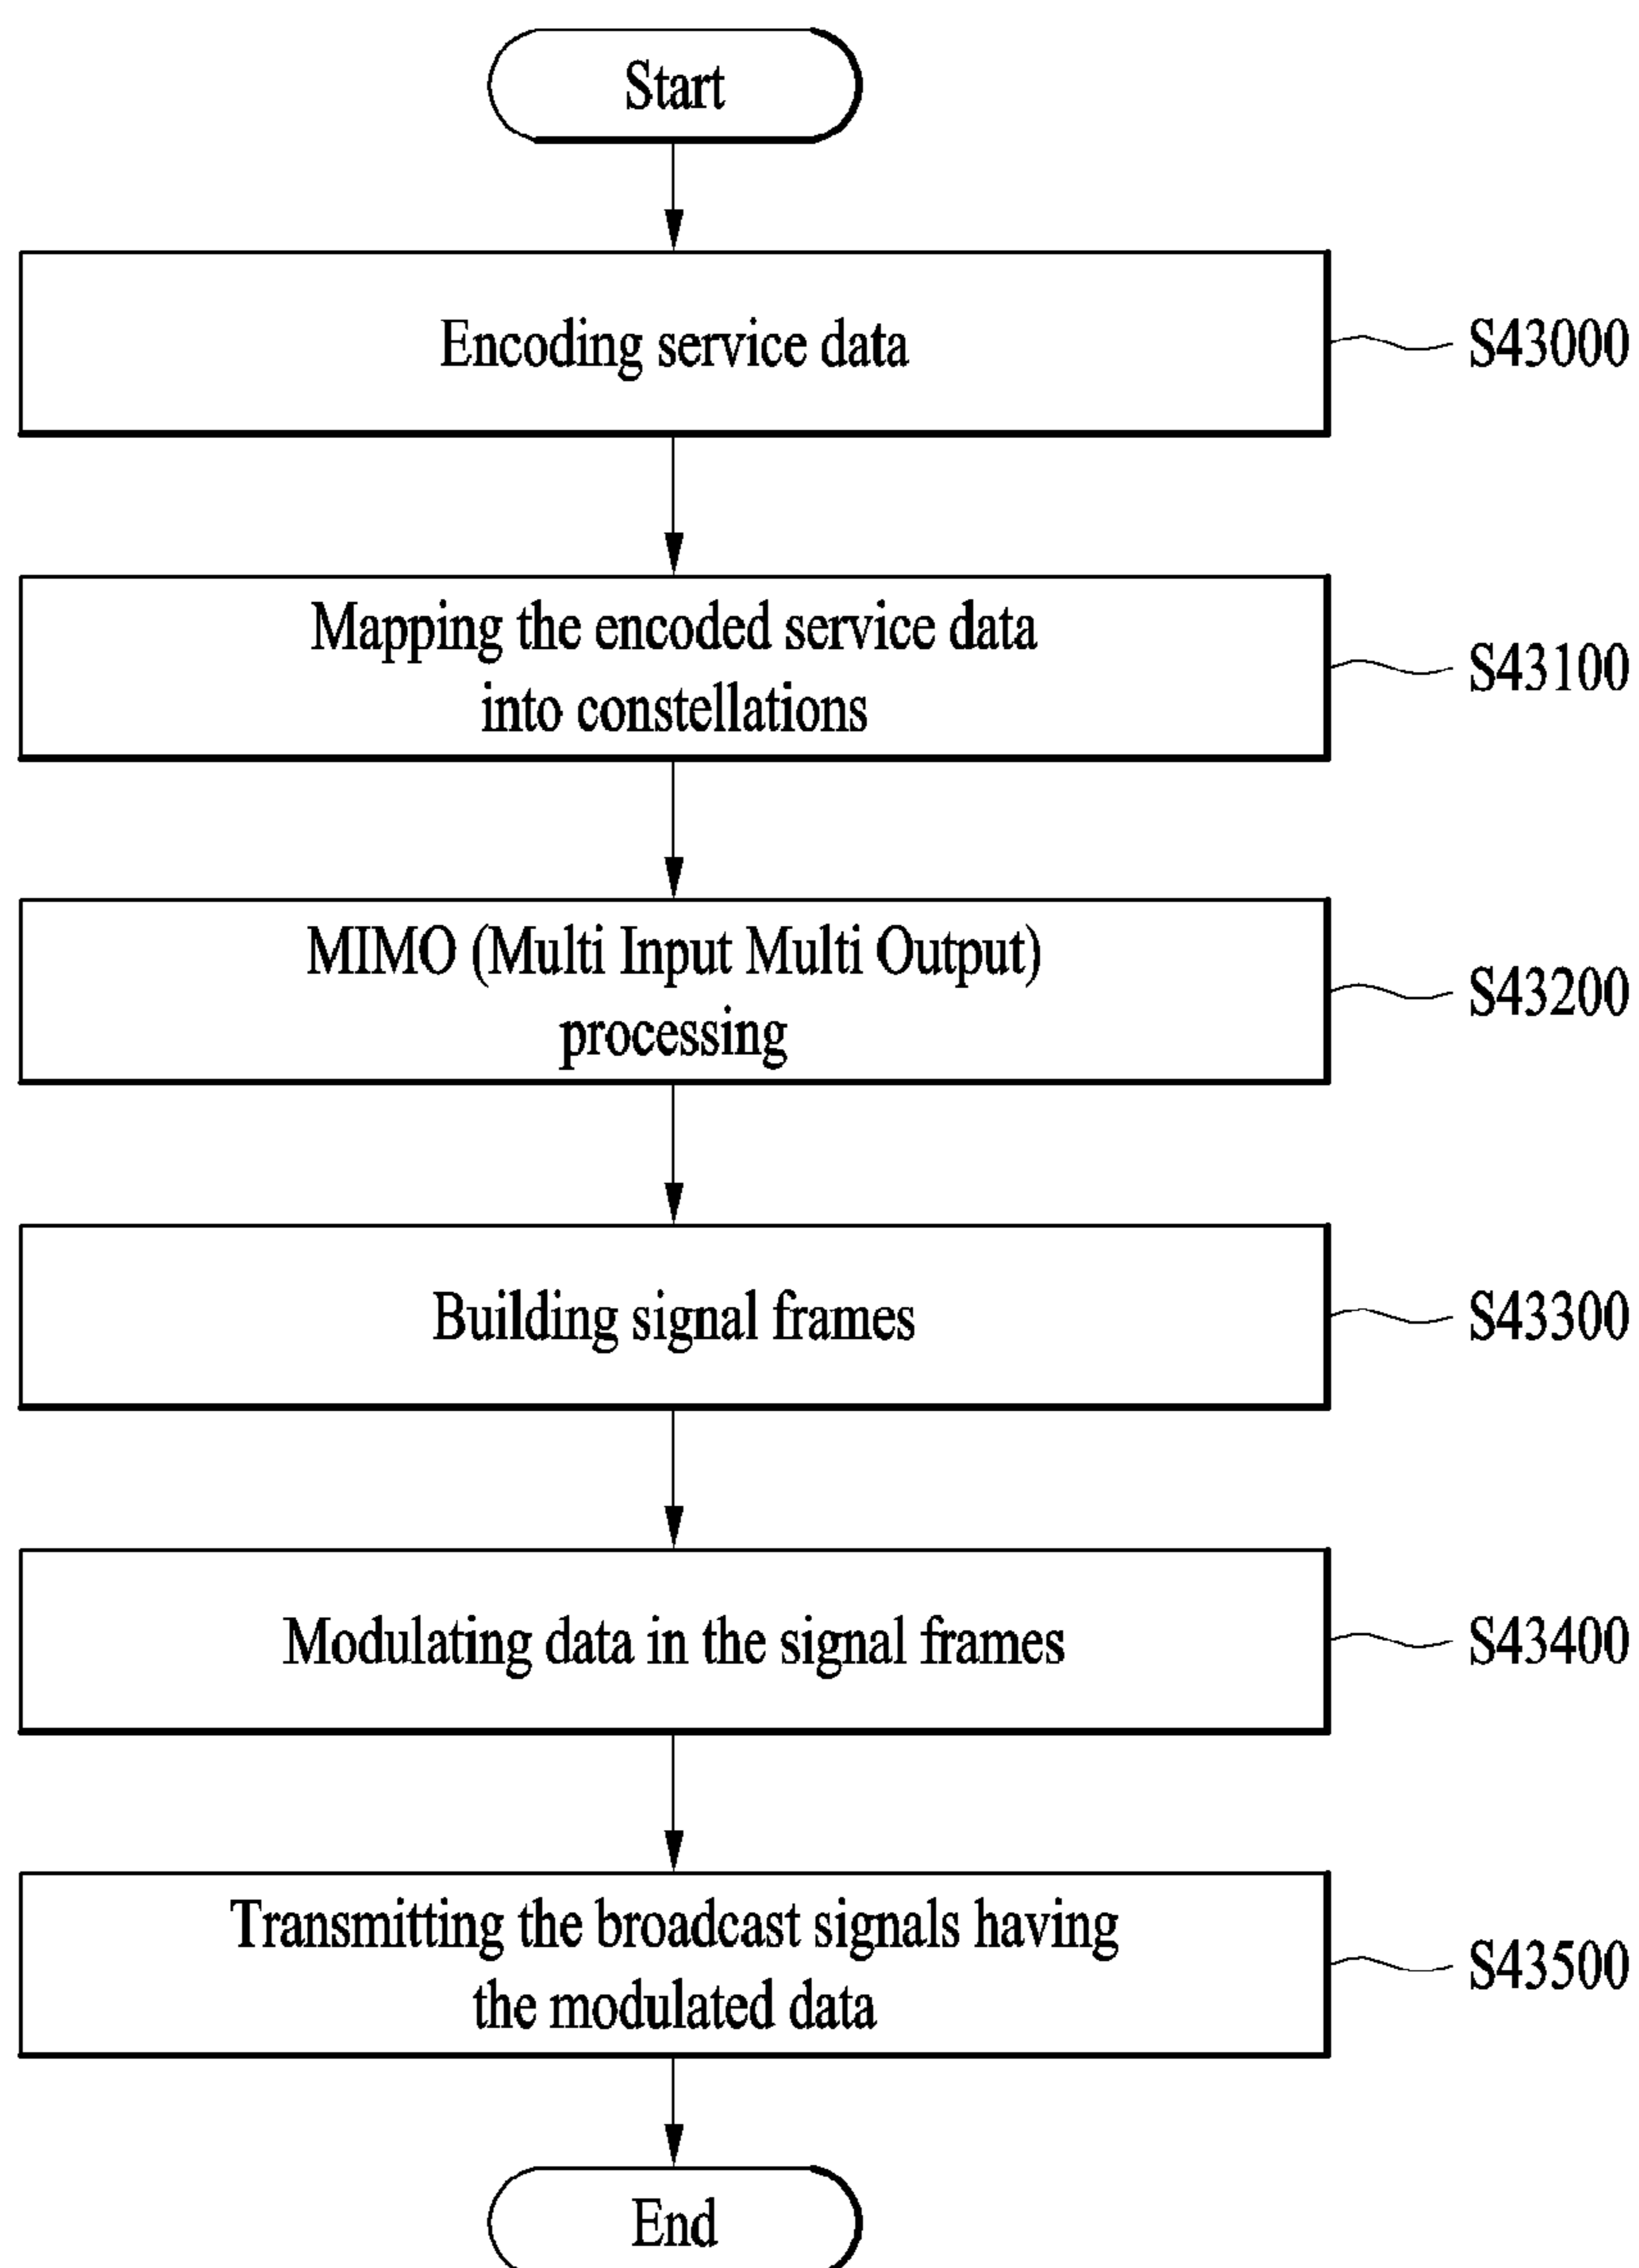 Start
Encoding service data
S43000
Mapping the encoded service data
into constellations
S43100
MIMO (Multi Input Multi Output)
processing
S43200
Building signal frames
S43300
Modulating data in the signal frames
S43400
Transmitting the broadcast signals having
the modulated data
S43500
End